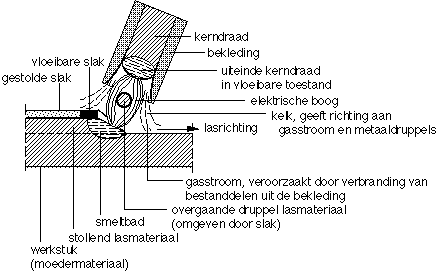 kerndraad
bekleding
vloeibare slak
gestolde slak
uiteinde kerndraad
in vloeibare toestand
elektrische boog
kelk, geeft richting aan
gasstroom en metaaldruppels
lasrichting
gasstroom, veroorzaakt door verbranding van
bestanddelen uit de bekleding
overgaande druppel lasmateriaal
(omgeven door slak)
smeltbad
stollend lasmateriaal
werkstuk
(moedermateriaal)